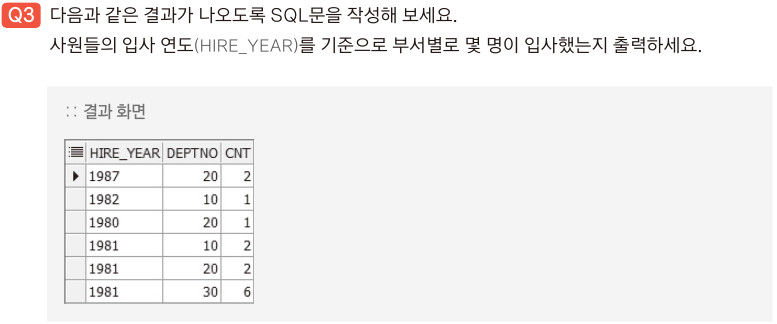 Q3 다음과 같은 결과가 나오도록 SQL문을 작성해 보세요.
사원들의 입사 연도(HIRE_YEAR)를 기준으로 부서별로 몇 명이 입사했는지 출력하세요.
:: 결과 화면
HIRE_YEAR DEPTNO CNT
1987 20 2
1982 10 1
1980 20 1
1981 10 2
1981 20 2
1981 30 6